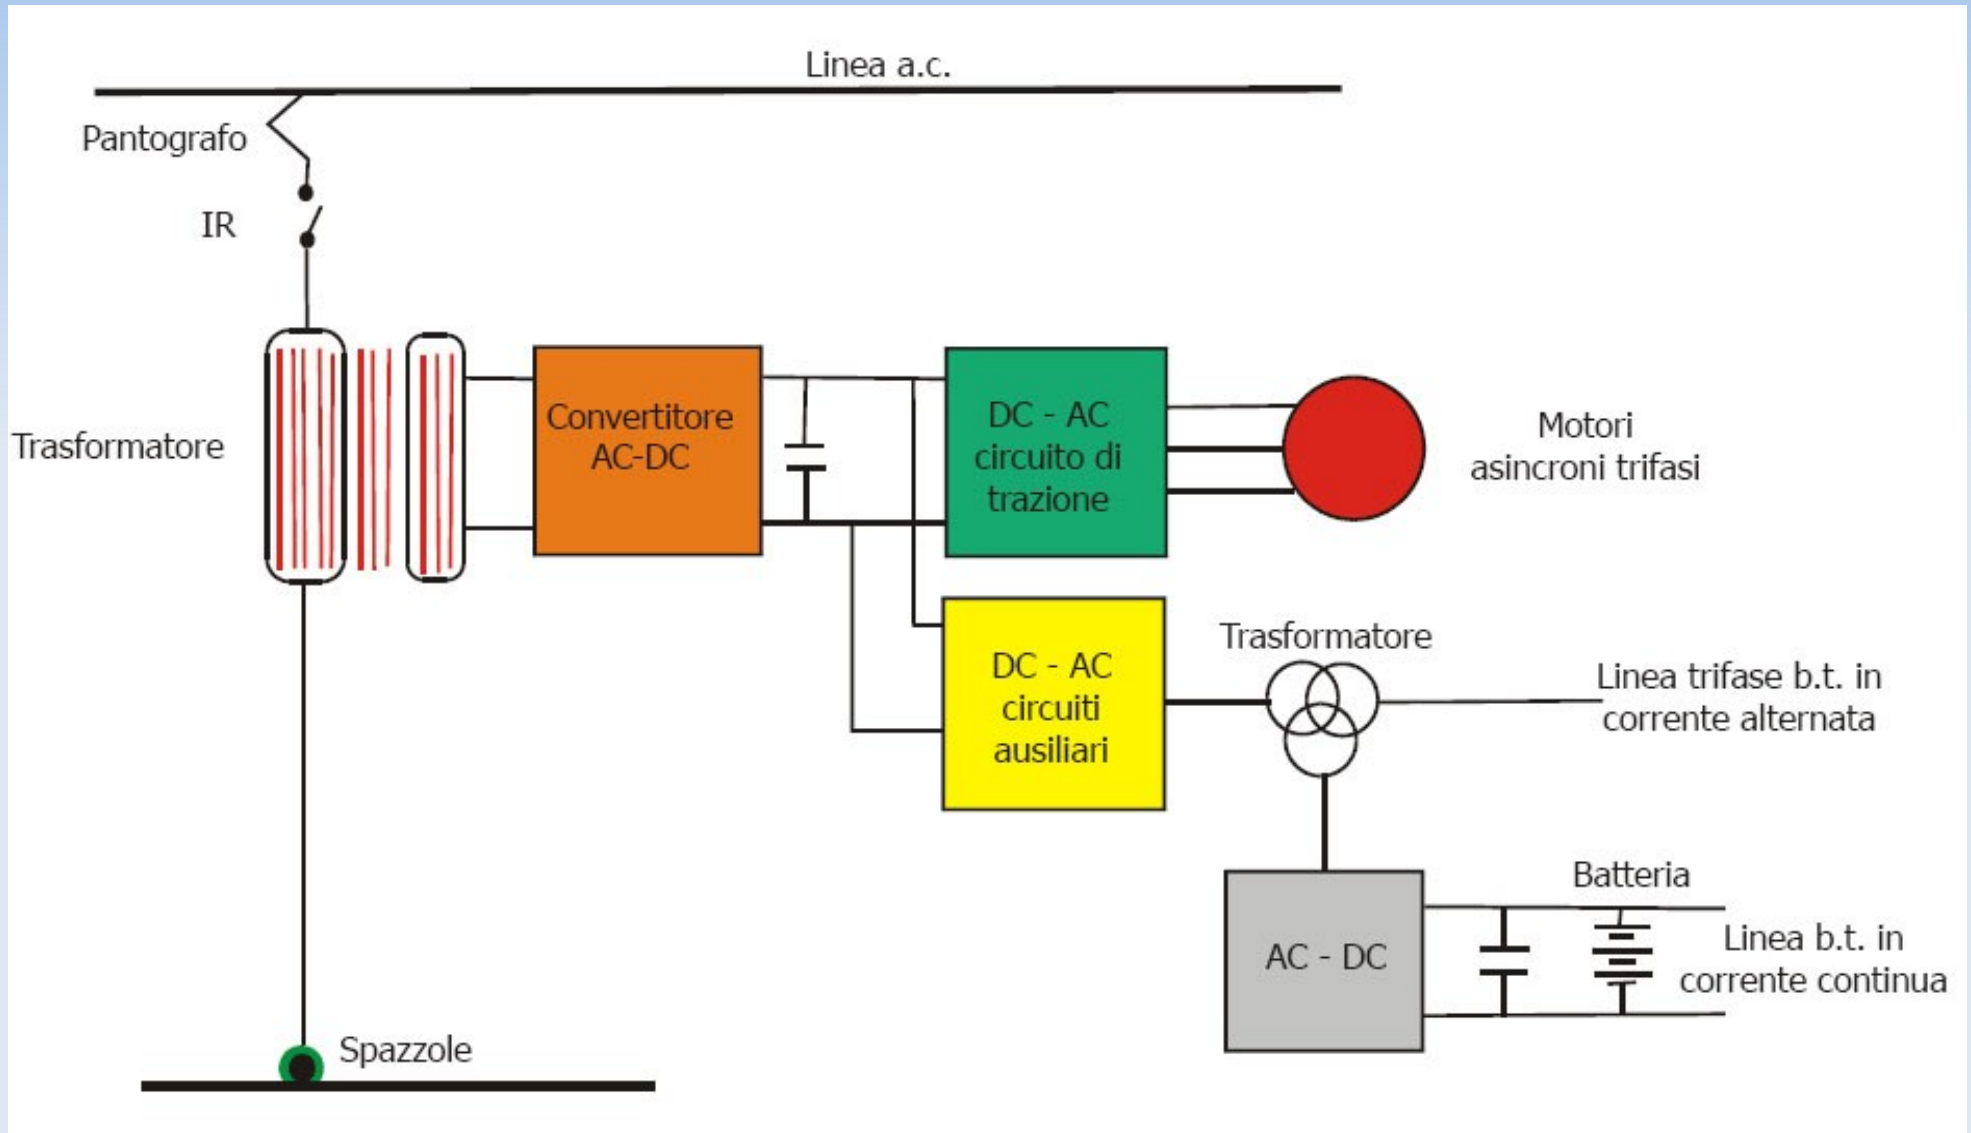 Linea a.c.
Pantografo
IR
Trasformatore
Convertitore
AC-DC
DC - AC
circuito di
trazione
Motori
asincroni trifasi
DC - AC
circuiti
ausiliari
Trasformatore
Linea trifase b.t. in
corrente alternata
AC - DC
Batteria
Linea b.t. in
corrente continua
Spazzole